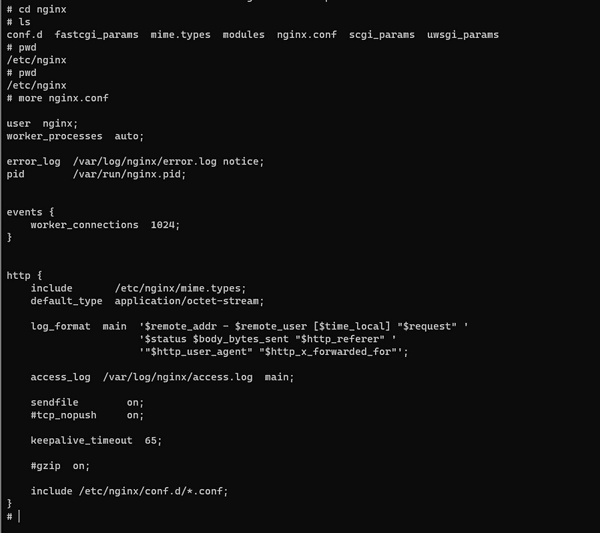 # cd nginx
# ls
conf.d  fastcgi_params  mime.types  modules  nginx.conf  scgi_params  uwsgi_params
# pwd
/etc/nginx
# pwd
/etc/nginx
# more nginx.conf

user  nginx;
worker_processes  auto;

error_log  /var/log/nginx/error.log notice;
pid        /var/run/nginx.pid;


events {
    worker_connections  1024;
}


http {
    include       /etc/nginx/mime.types;
    default_type  application/octet-stream;

    log_format  main  '$remote_addr - $remote_user [$time_local] "$request" '
                      '$status $body_bytes_sent "$http_referer" '
                      '"$http_user_agent" "$http_x_forwarded_for"';

    access_log  /var/log/nginx/access.log  main;

    sendfile        on;
    #tcp_nopush     on;

    keepalive_timeout  65;

    #gzip  on;

    include /etc/nginx/conf.d/*.conf;
}
#